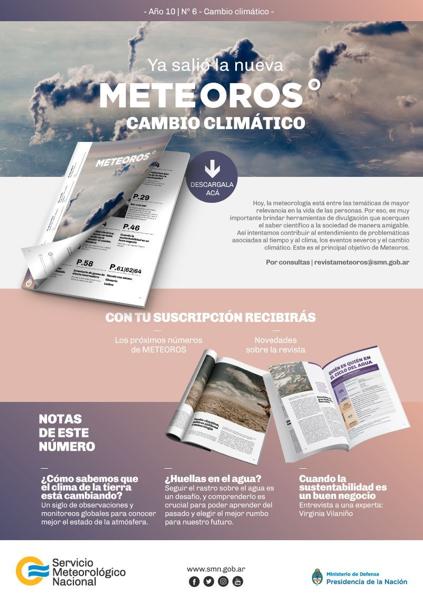 - Año 10 | N° 6 - Cambio climático -
Ya salió la nueva
METEOROS°
CAMBIO CLIMÁTICO
METEOROS°
P.29
P.46
P.58
P.61/62/64
DESCARGALA
ACÁ
Hoy, la meteorología está entre las temáticas de mayor
relevancia en la vida de las personas. Por eso, es muy
importante brindar herramientas de divulgación que acerquen
el saber científico a la sociedad de manera amigable.
Así intentamos contribuir al entendimiento de problemáticas
asociadas al tiempo y al clima, los eventos severos y el cambio
climático. Este es el principal objetivo de Meteoros.
Por consultas | revistameteoros@smn.gob.ar
CON TU SUSCRIPCIÓN RECIBIRÁS
Los próximos números
de METEOROS
Novedades
sobre la revista
QUIÉN EN
EL CICLO DEL AGUA
NOTAS
DE ESTE
NÚMERO
¿Cómo sabemos que
el clima de la tierra
está cambiando?
Un siglo de observaciones y
monitoreos globales para conocer
mejor el estado de la atmósfera.
¿Huellas en el agua?
Seguir el rastro sobre el agua es
un desafío, y comprenderlo es
crucial para poder aprender del
pasado y elegir el mejor rumbo
para nuestro futuro.
Cuando la
sustentabilidad es
un buen negocio
Entrevista a una experta:
Virginia Vilariño
Servicio
Meteorológico
Nacional
www.smn.gob.ar
Ministerio de Defensa
Presidencia de la Nación